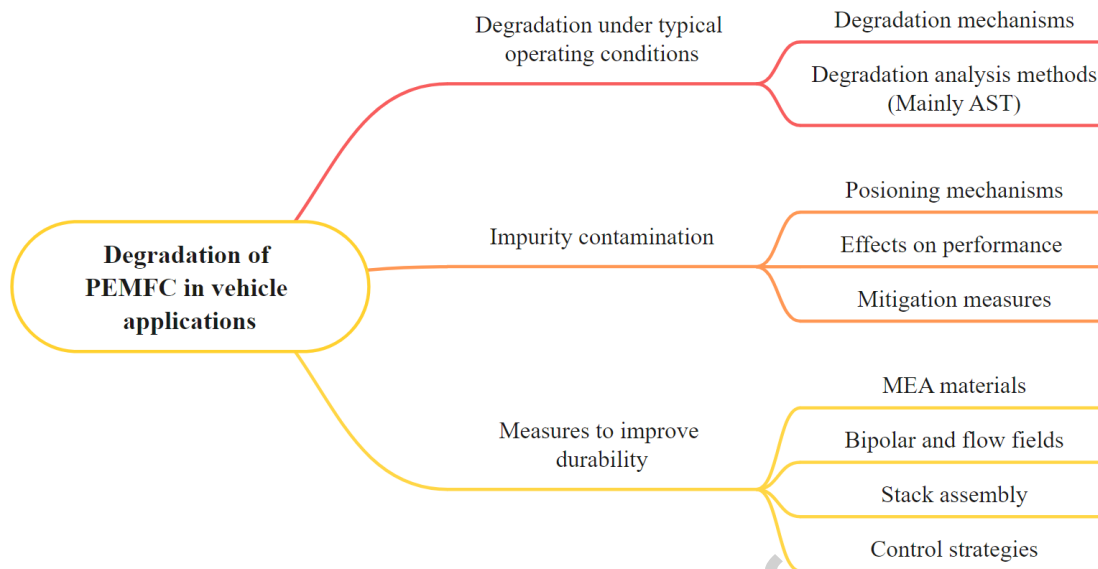 Degradation of
PEMFC in vehicle
applications
Degradation under typical
operating conditions
Degradation mechanisms
Degradation analysis methods
(Mainly AST)
Impurity contamination
Posioning mechanisms
Effects on performance
Mitigation measures
Measures to improve
durability
MEA materials
Bipolar and flow fields
Stack assembly
Control strategies